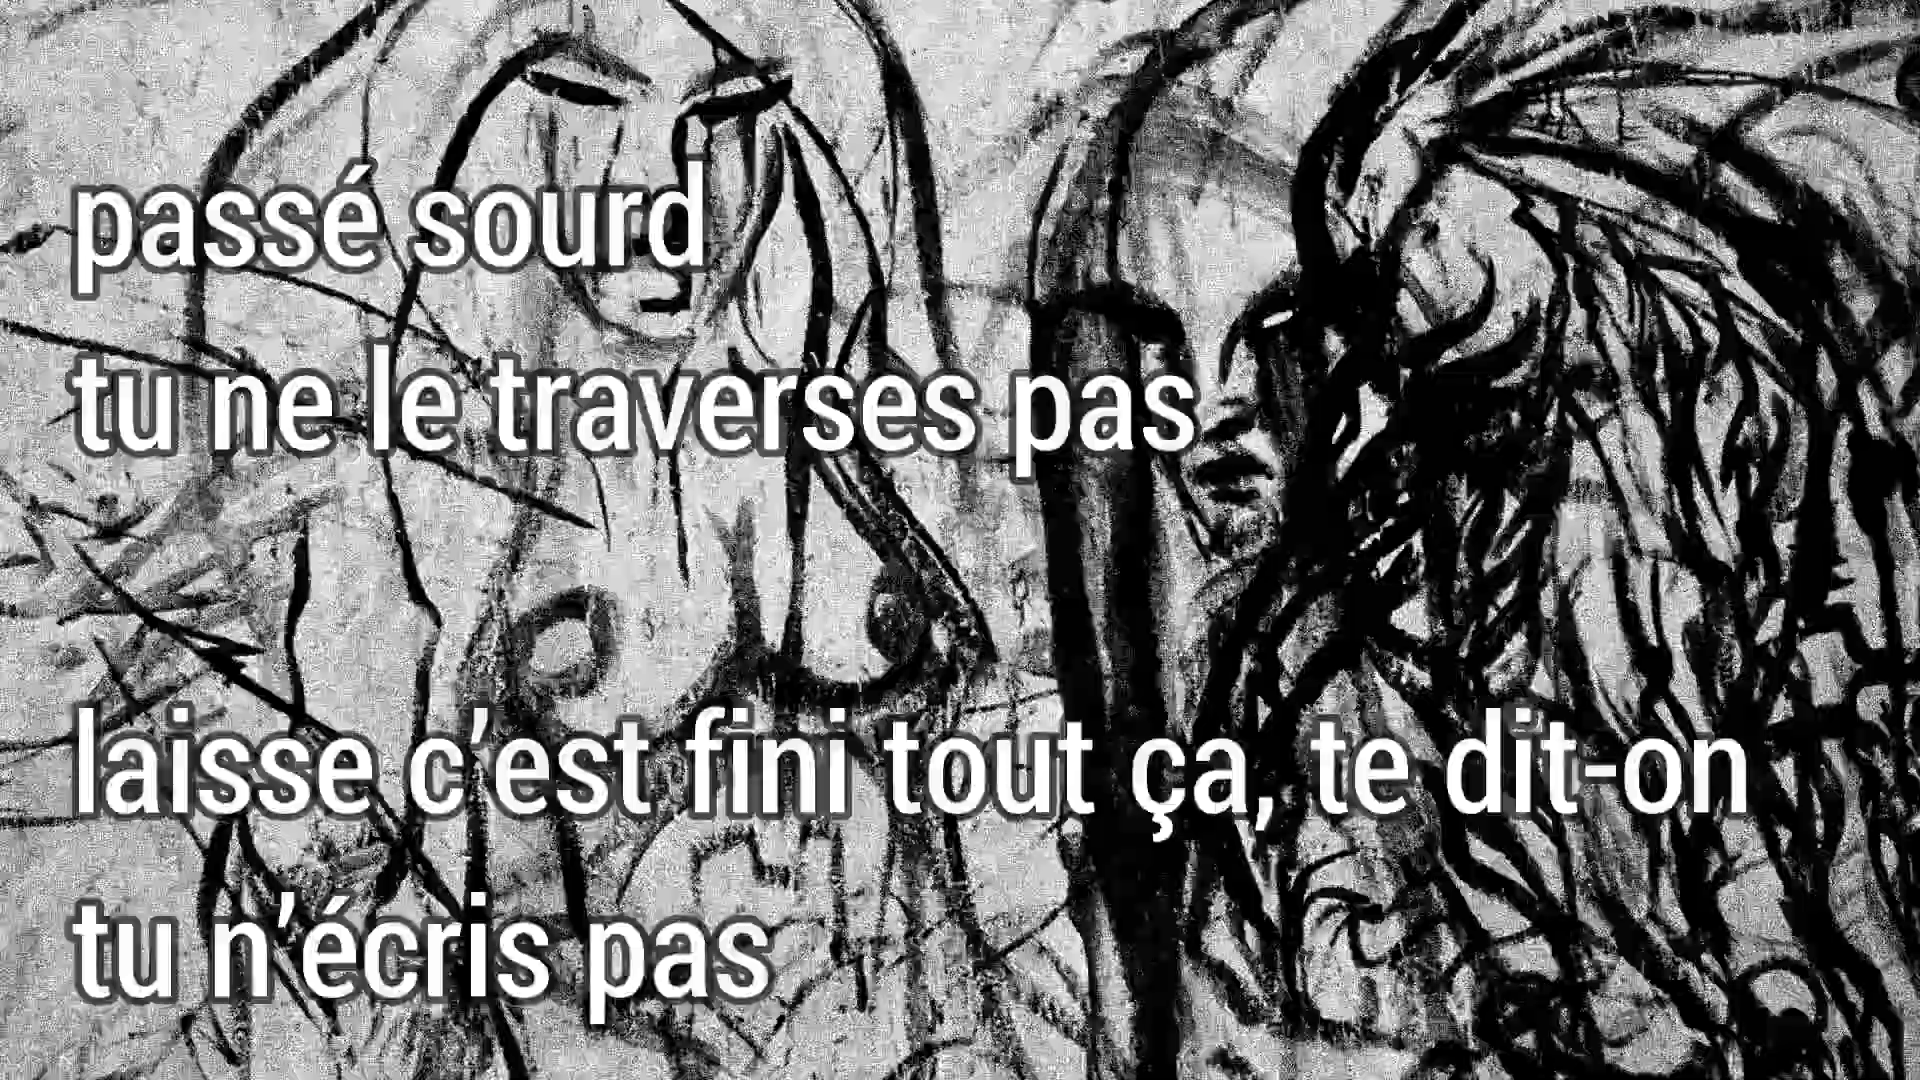 passé sourd
tu ne le traverses pas
laisse c’est fini tout ça, te dit-on
tu n’écris pas